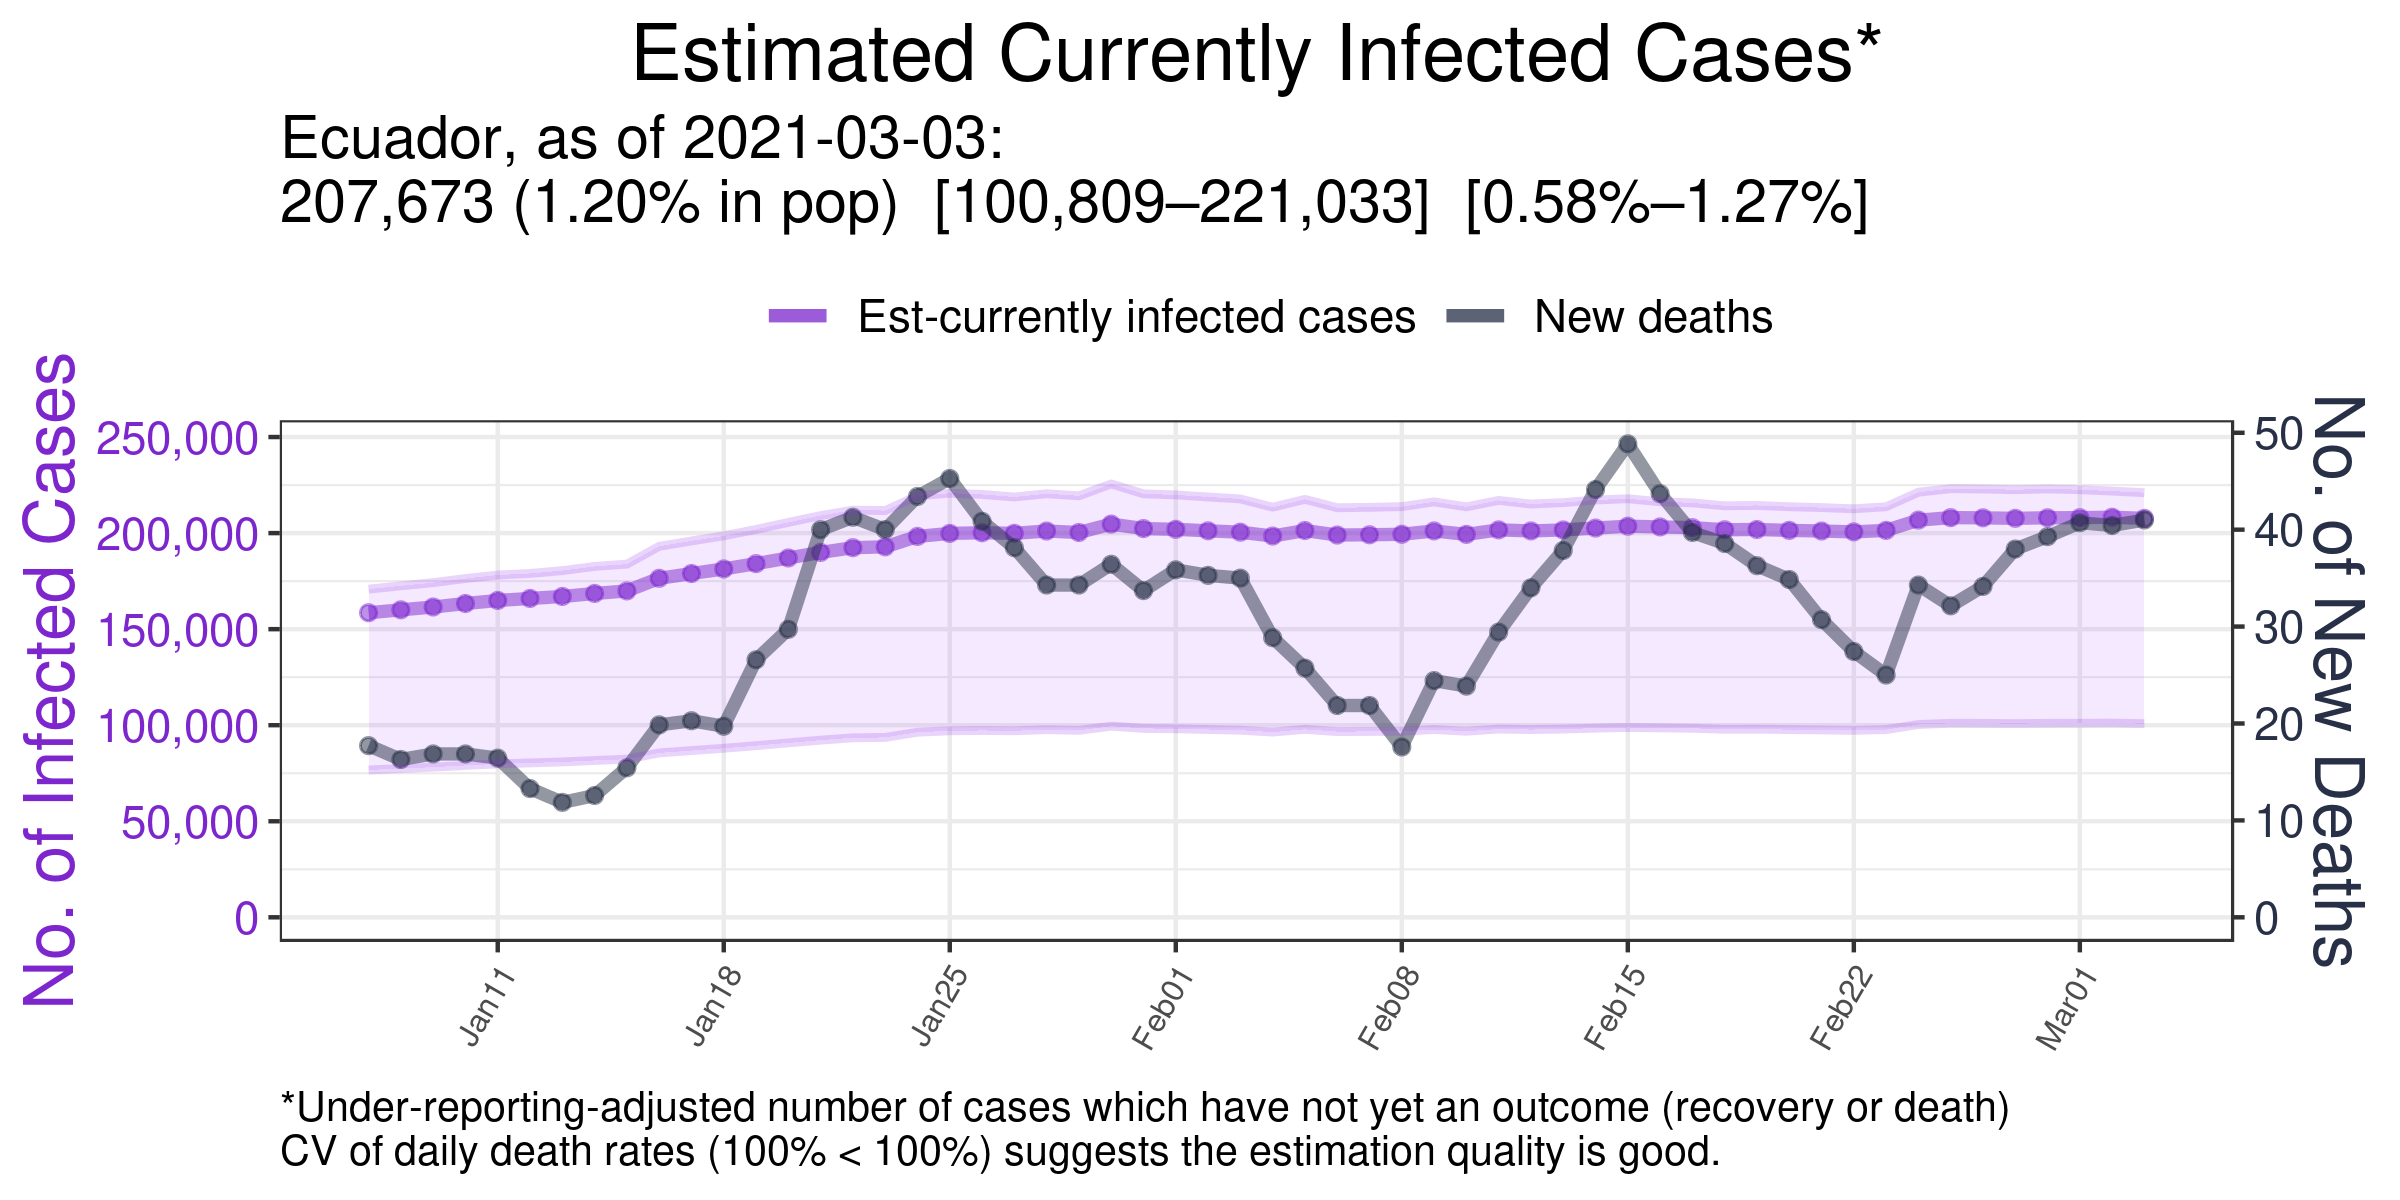 Estimated Currently Infected Cases*
Ecuador, as of 2021-03-03:
207,673 (1.20% in pop)  [100,809–221,033]  [0.58%–1.27%]
Est-currently infected cases
New deaths
No. of Infected Cases
250,000
200,000
150,000
100,000
50,000
0
50
40
30
20
10
0
No. of New Deaths
Jan11
Jan18
Jan25
Feb01
Feb08
Feb15
Feb22
Mar01
*Under-reporting-adjusted number of cases which have not yet an outcome (recovery or death)
CV of daily death rates (100% < 100%) suggests the estimation quality is good.